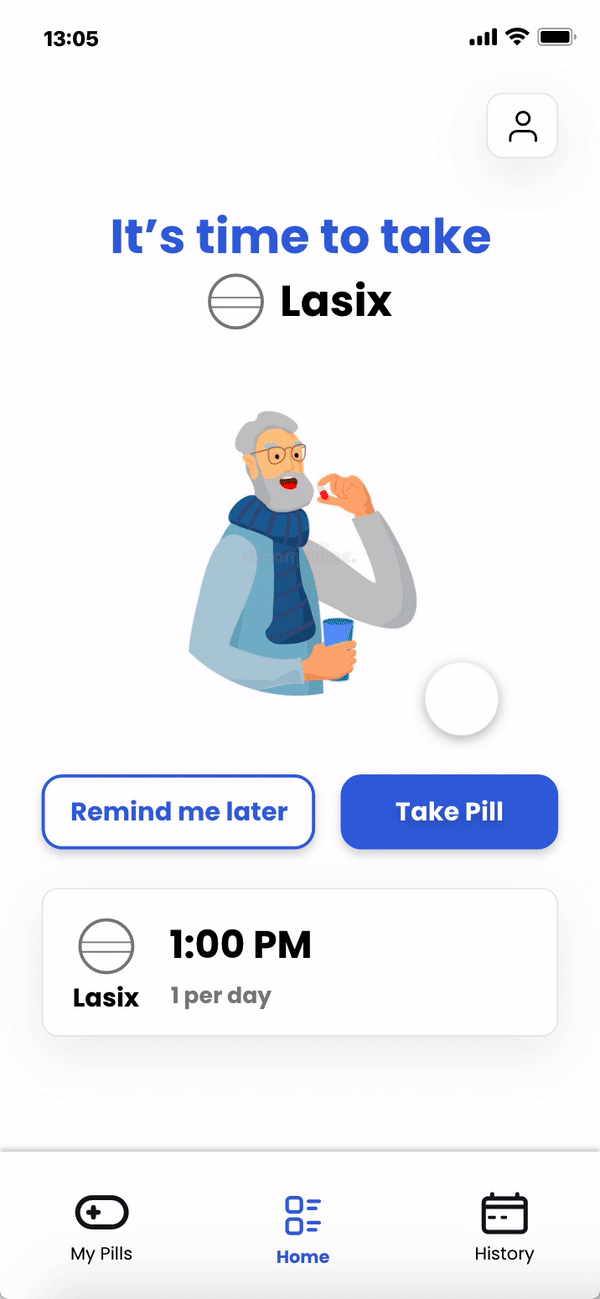 13:05
It’s time to take
Lasix
Remind me later
Take Pill
1:00 PM
Lasix
1 per day
My Pills
Home
History